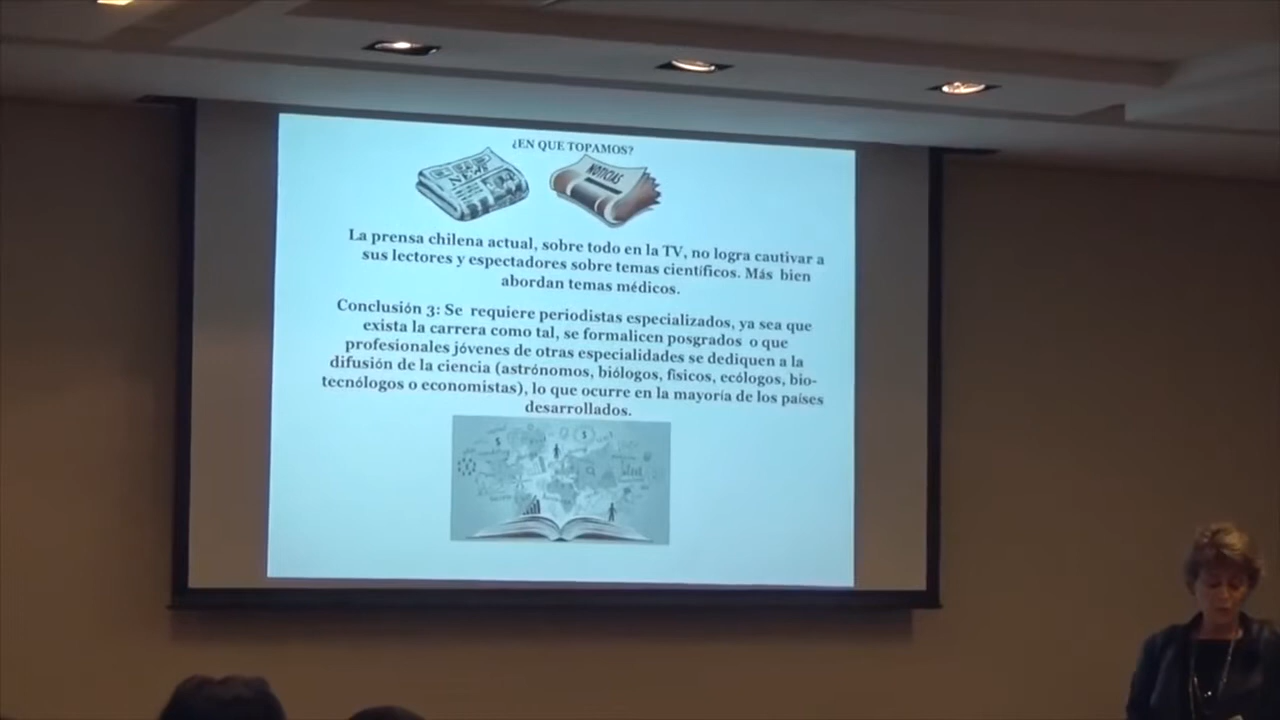 ¿EN QUE TOPAMOS?
NEWS
NOTICIAS
La prensa chilena actual, sobre todo en la TV, no logra cautivar a
sus lectores y espectadores sobre temas científicos. Más bien
abordan temas médicos.
Conclusión 3: Se requiere periodistas especializados, ya sea que
exista la carrera como tal, se formalicen posgrados o que
profesionales jóvenes de otras especialidades se dediquen a la
difusión de la ciencia (astrónomos, biólogos, físicos, ecólogos, bio-
tecnólogos o economistas), lo que ocurre en la mayoría de los países
desarrollados.